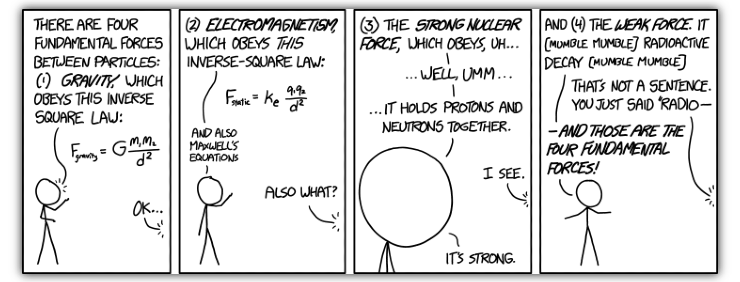 THERE ARE FOUR
FUNDAMENTAL FORCES
BETWEEN PARTICLES:
(1) GRAVITY, WHICH
OBEYS THIS INVERSE
SQUARE LAW:
F_gravity = G m₁m₂/d²
OK...
(2) ELECTROMAGNETISM,
WHICH OBEYS THIS
INVERSE-SQUARE LAW:
F_static = kₑ q₁q₂/d²
AND ALSO
MAXWELL'S
EQUATIONS
ALSO WHAT?
(3) THE STRONG NUCLEAR
FORCE, WHICH OBEYS, UH...
...WELL, UMM...
...IT HOLDS PROTONS AND
NEUTRONS TOGETHER.
I SEE.
IT'S STRONG.
AND (4) THE WEAK FORCE. IT
[MUMBLE MUMBLE] RADIOACTIVE
DECAY [MUMBLE MUMBLE]
THAT'S NOT A SENTENCE.
YOU JUST SAID "RADIO—
—AND THOSE ARE THE
FOUR FUNDAMENTAL
FORCES!